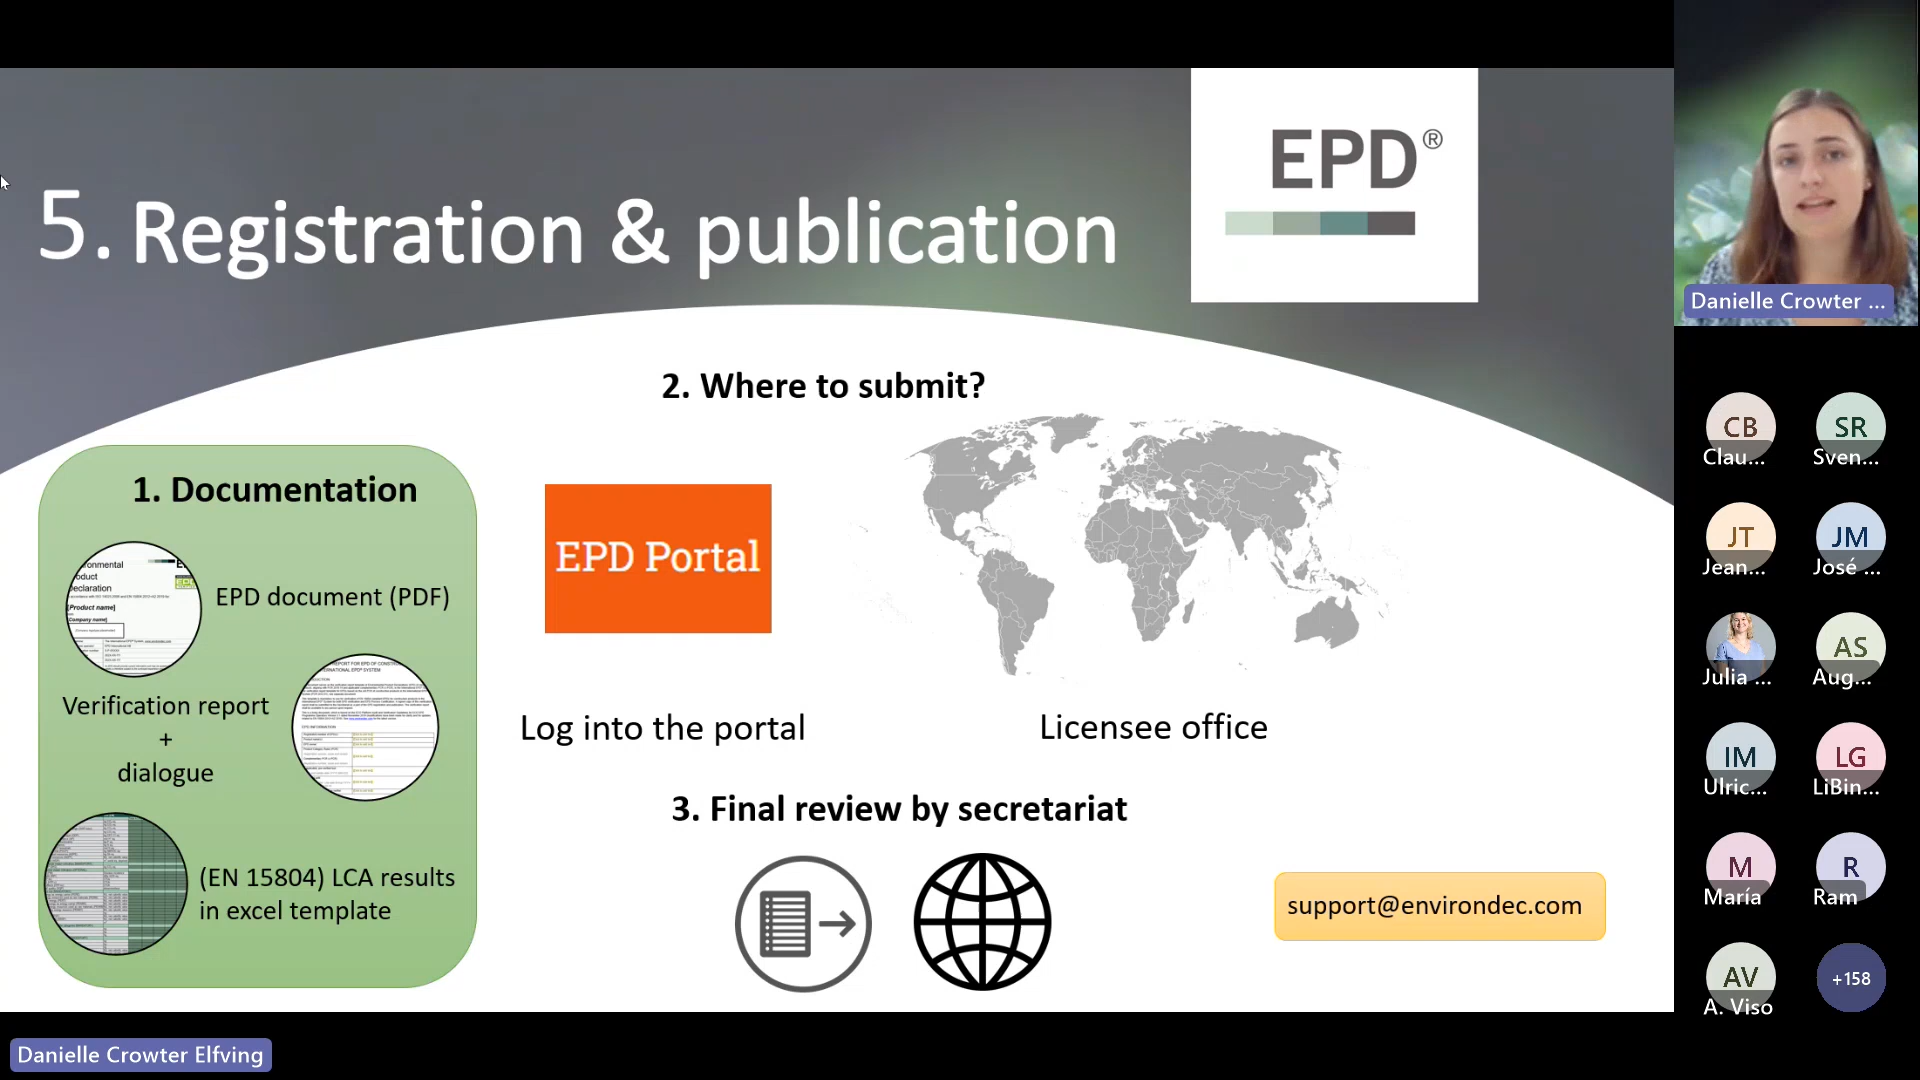 5. Registration & publication
EPD®
2. Where to submit?
1. Documentation
EPD document (PDF)
Verification report
+
dialogue
(EN 15804) LCA results
in excel template
EPD Portal
Log into the portal
Licensee office
3. Final review by secretariat
support@environdec.com
Danielle Crowter ...
CB
Clau...
SR
Sven...
JT
Jean...
JM
José ...
Julia ...
AS
Aug...
IM
Ulric...
LG
LiBin...
M
María
R
Ram
AV
A. Viso
+158
Danielle Crowter Elfving